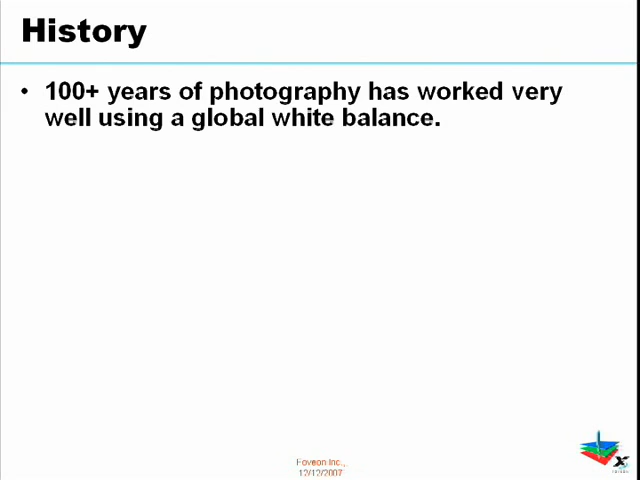 History
• 100+ years of photography has worked very
well using a global white balance.
Foveon Inc.,
12/12/2007